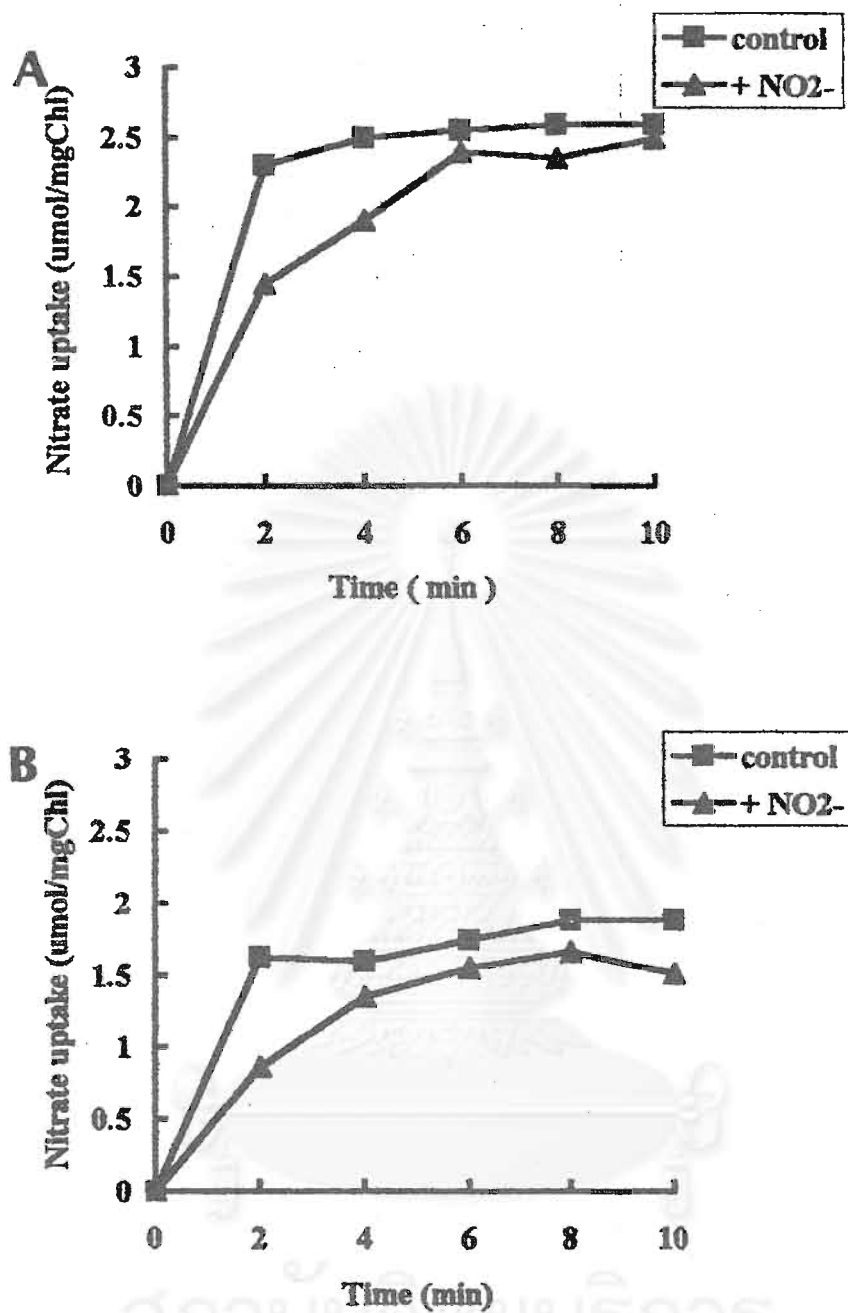 A
control
+ NO2-
Nitrate uptake (umol/mgChl)
3
2.5
2
1.5
1
0.5
0
0 2 4 6 8 10
Time ( min )
B
control
+ NO2-
Nitrate uptake (umol/mgChl)
3
2.5
2
1.5
1
0.5
0
0 2 4 6 8 10
Time (min)